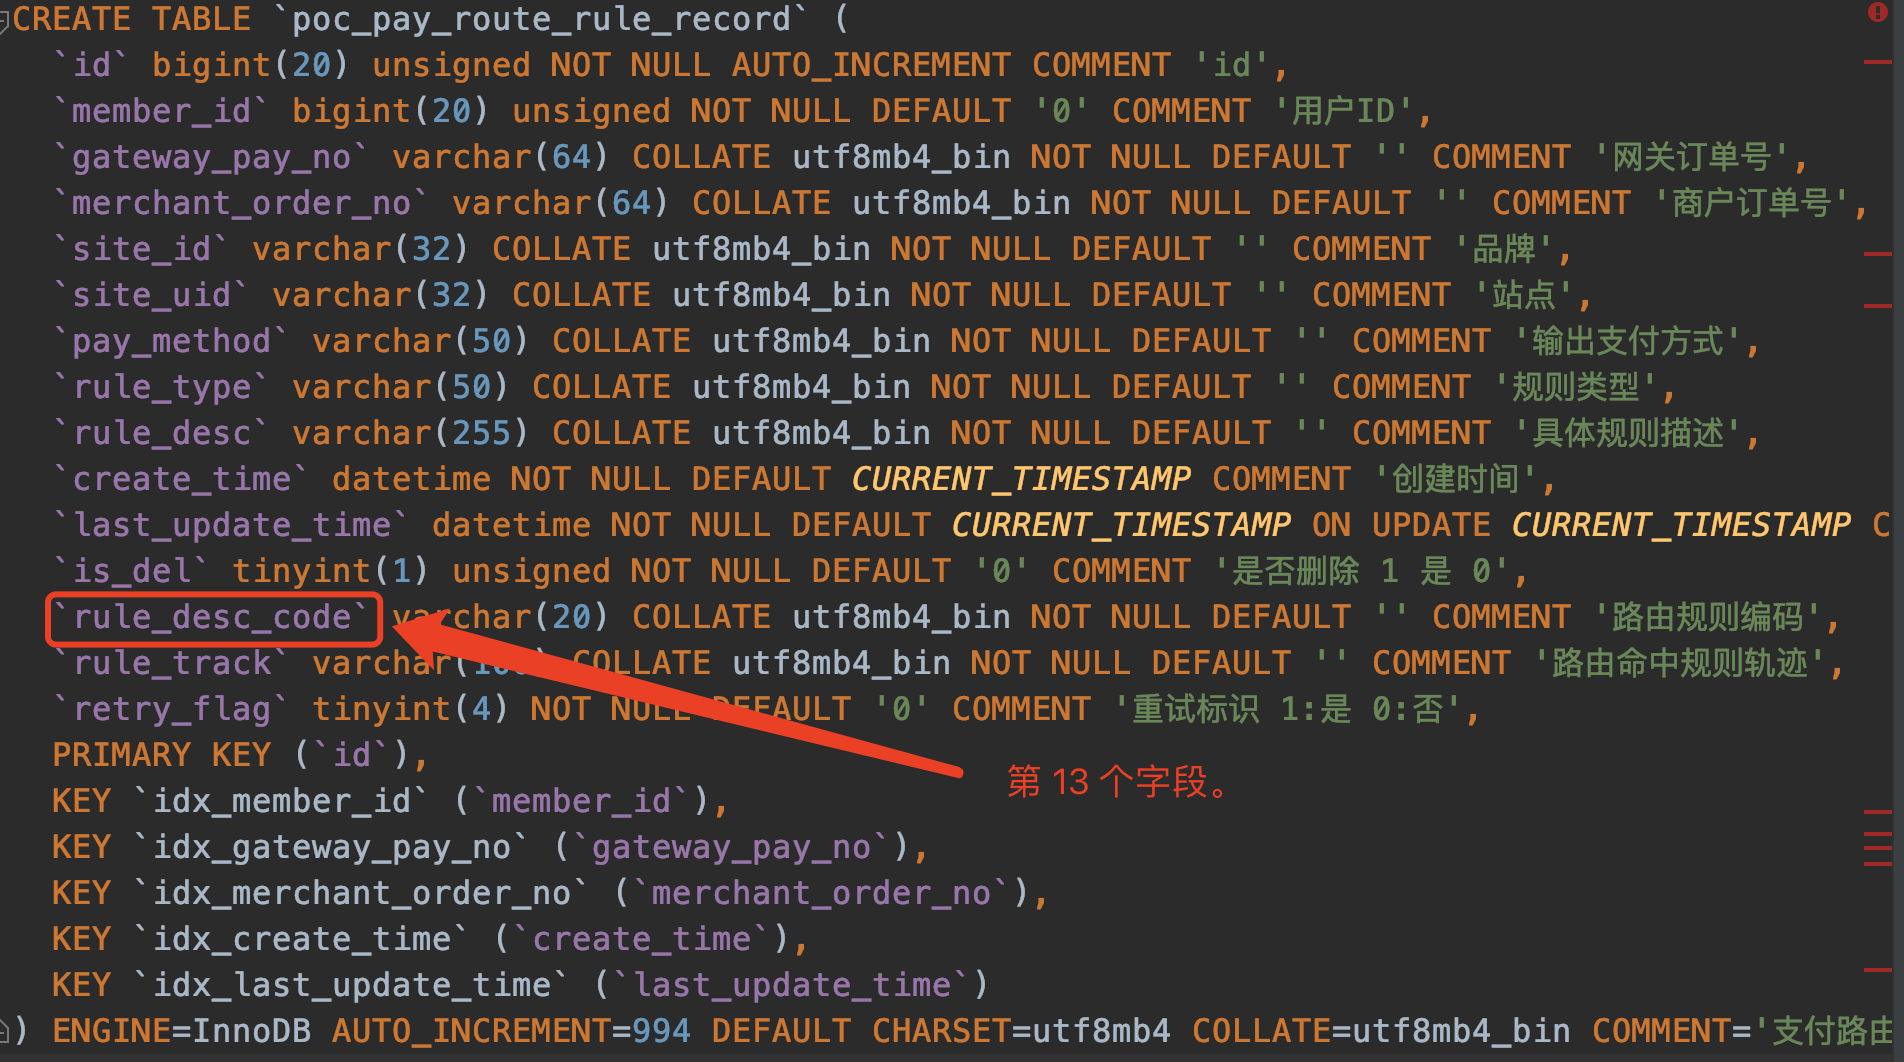 CREATE TABLE `poc_pay_route_rule_record` (
`id` bigint(20) unsigned NOT NULL AUTO_INCREMENT COMMENT 'id',
`member_id` bigint(20) unsigned NOT NULL DEFAULT '0' COMMENT '用户ID',
`gateway_pay_no` varchar(64) COLLATE utf8mb4_bin NOT NULL DEFAULT '' COMMENT '网关订单号',
`merchant_order_no` varchar(64) COLLATE utf8mb4_bin NOT NULL DEFAULT '' COMMENT '商户订单号',
`site_id` varchar(32) COLLATE utf8mb4_bin NOT NULL DEFAULT '' COMMENT '品牌',
`site_uid` varchar(32) COLLATE utf8mb4_bin NOT NULL DEFAULT '' COMMENT '站点',
`pay_method` varchar(50) COLLATE utf8mb4_bin NOT NULL DEFAULT '' COMMENT '输出支付方式',
`rule_type` varchar(50) COLLATE utf8mb4_bin NOT NULL DEFAULT '' COMMENT '规则类型',
`rule_desc` varchar(255) COLLATE utf8mb4_bin NOT NULL DEFAULT '' COMMENT '具体规则描述',
`create_time` datetime NOT NULL DEFAULT CURRENT_TIMESTAMP COMMENT '创建时间',
`last_update_time` datetime NOT NULL DEFAULT CURRENT_TIMESTAMP ON UPDATE CURRENT_TIMESTAMP C
`is_del` tinyint(1) unsigned NOT NULL DEFAULT '0' COMMENT '是否删除 1 是 0',
`rule_desc_code` varchar(20) COLLATE utf8mb4_bin NOT NULL DEFAULT '' COMMENT '路由规则编码',
`rule_track` COLLATE utf8mb4_bin NOT NULL DEFAULT '' COMMENT '路由命中规则轨迹',
`retry_flag` tinyint(4) NOT NULL DEFAULT '0' COMMENT '重试标识 1:是 0:否',
PRIMARY KEY (`id`),
第 13 个字段。
KEY `idx_member_id` (`member_id`),
KEY `idx_gateway_pay_no` (`gateway_pay_no`),
KEY `idx_merchant_order_no` (`merchant_order_no`),
KEY `idx_create_time` (`create_time`),
KEY `idx_last_update_time` (`last_update_time`)
) ENGINE=InnoDB AUTO_INCREMENT=994 DEFAULT CHARSET=utf8mb4 COLLATE=utf8mb4_bin COMMENT='支付路由